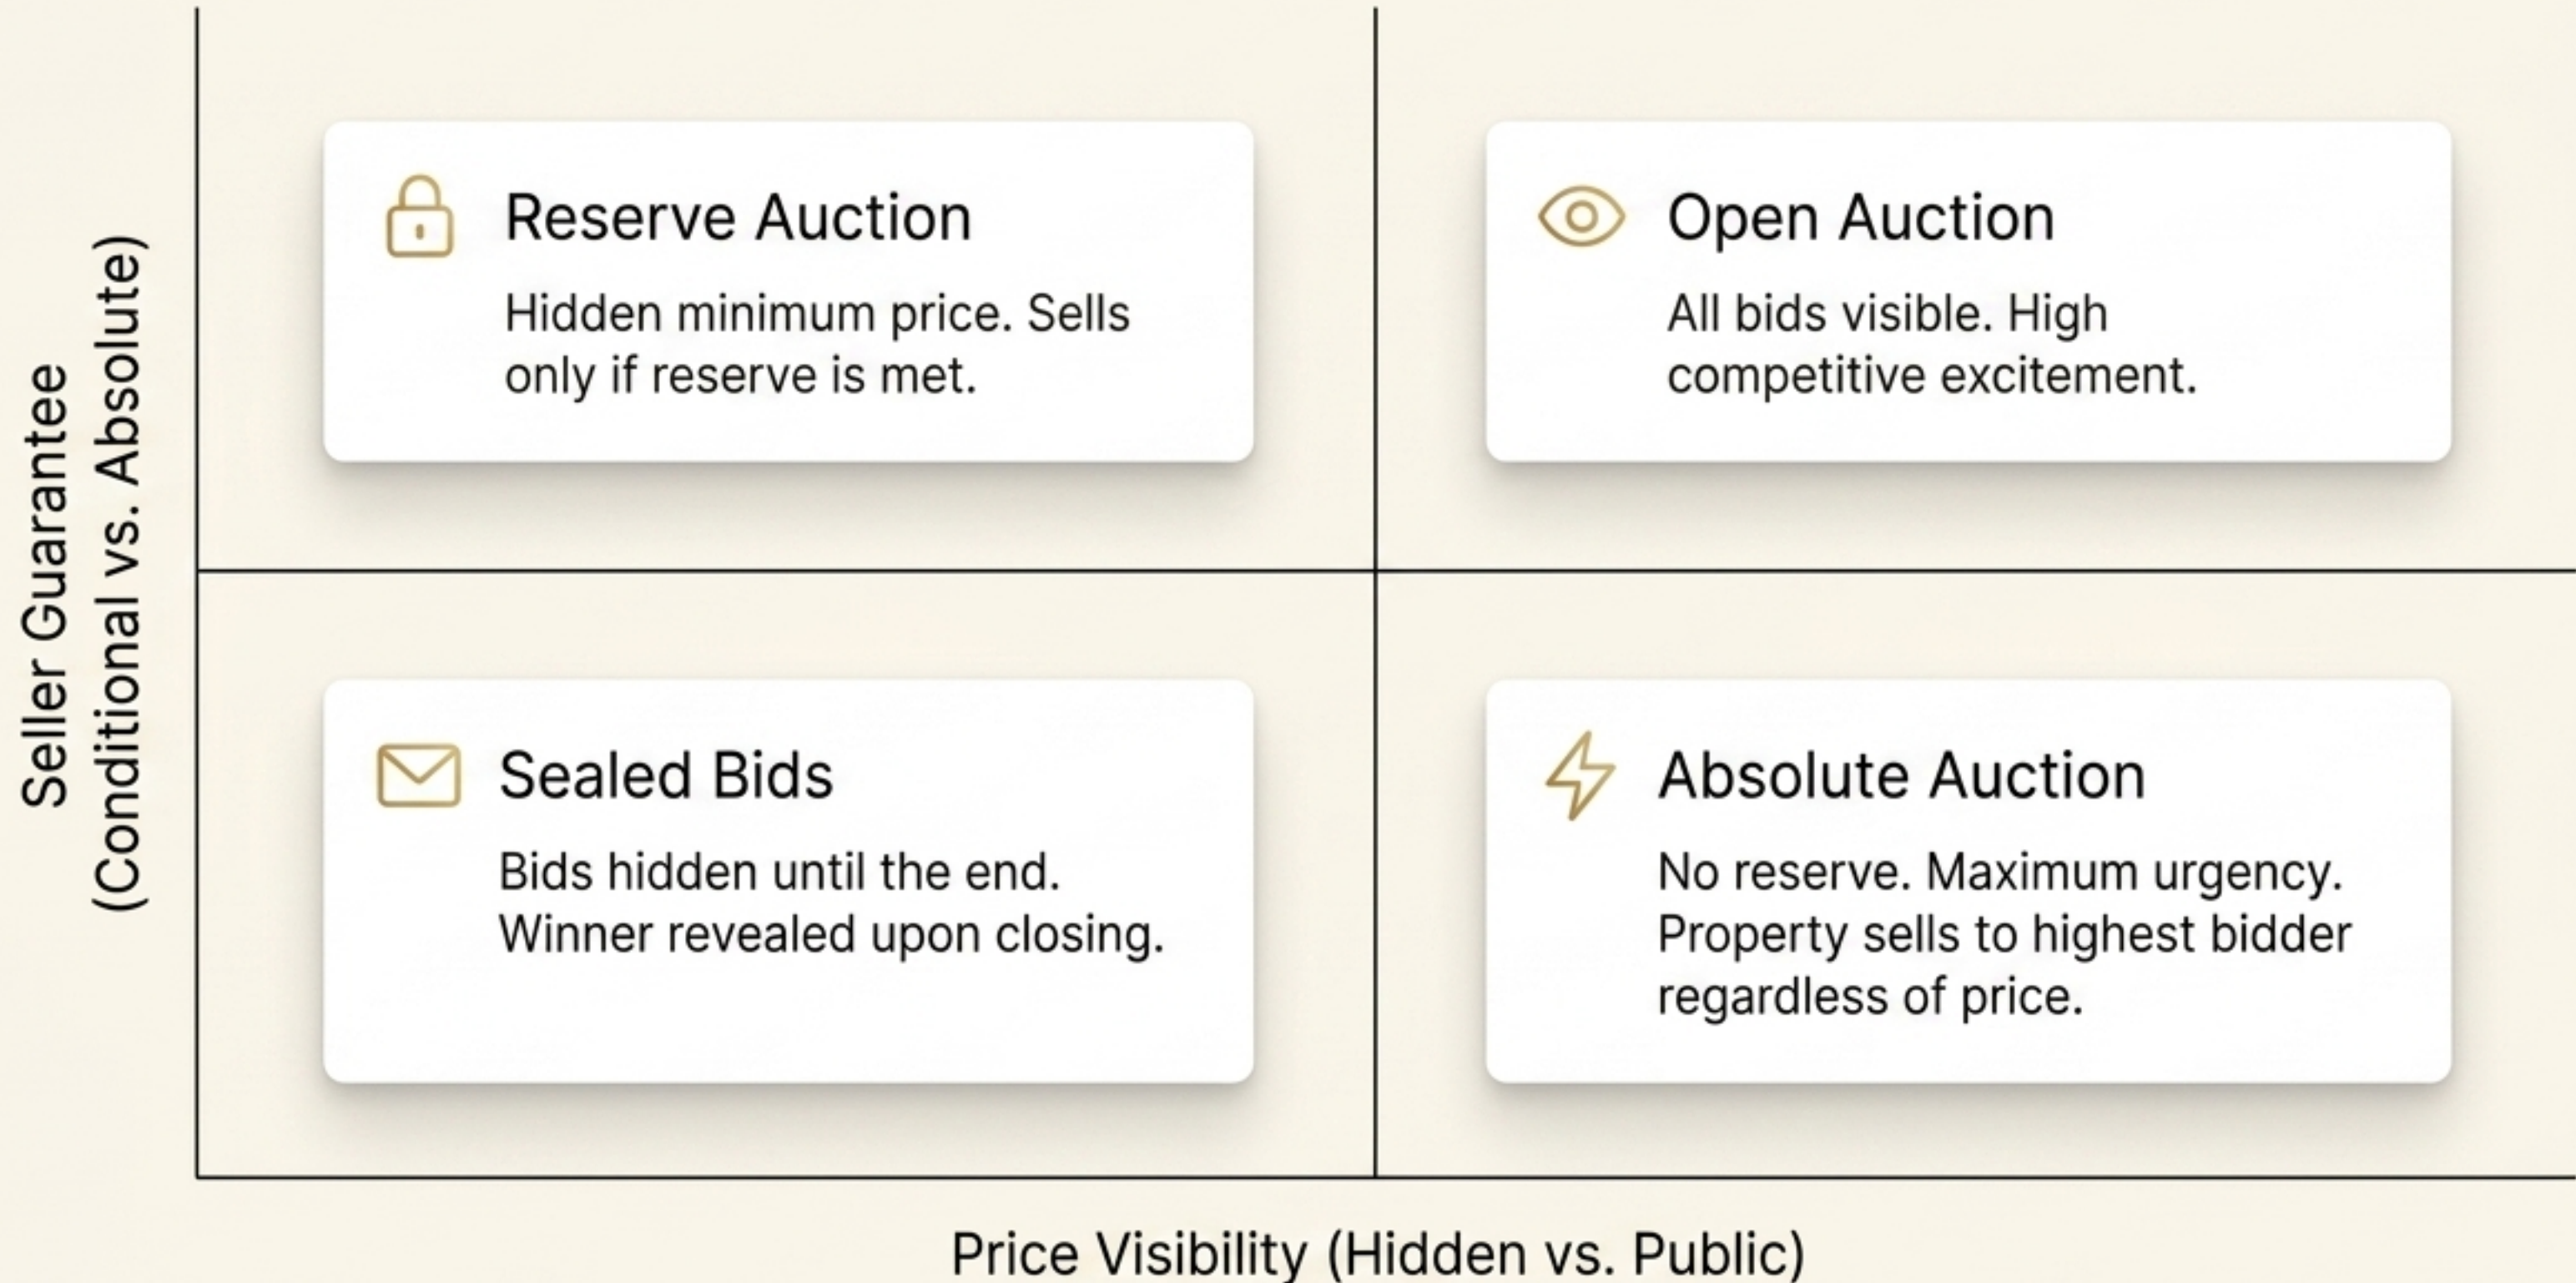 Seller Guarantee
(Conditional vs. Absolute)
Reserve Auction
Hidden minimum price. Sells
only if reserve is met.
Open Auction
All bids visible. High
competitive excitement.
Sealed Bids
Bids hidden until the end.
Winner revealed upon closing.
Absolute Auction
No reserve. Maximum urgency.
Property sells to highest bidder
regardless of price.
Price Visibility (Hidden vs. Public)